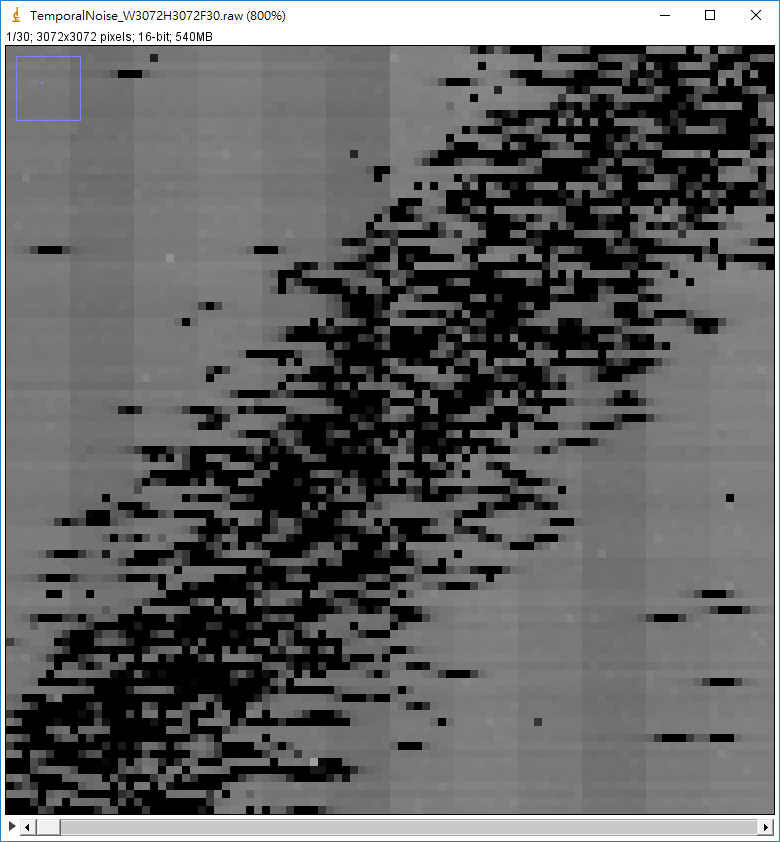 TemporalNoise_W3072H3072F30.raw (800%)
1/30; 3072x3072 pixels; 16-bit; 540MB